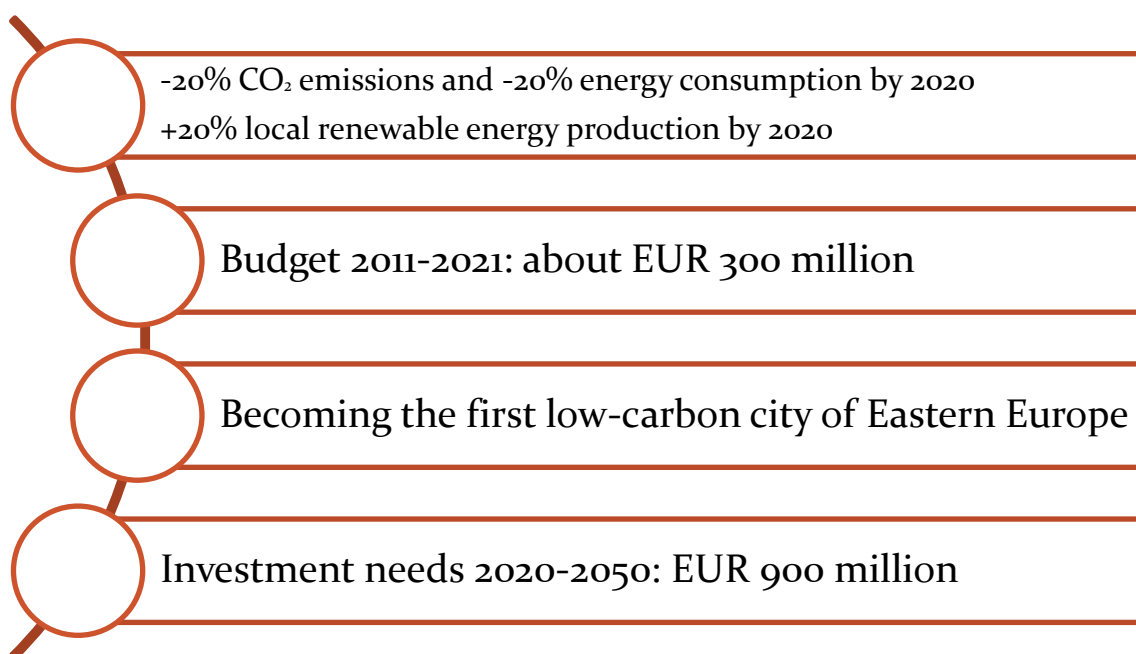 -20% CO₂ emissions and -20% energy consumption by 2020
+20% local renewable energy production by 2020
Budget 2011-2021: about EUR 300 million
Becoming the first low-carbon city of Eastern Europe
Investment needs 2020-2050: EUR 900 million